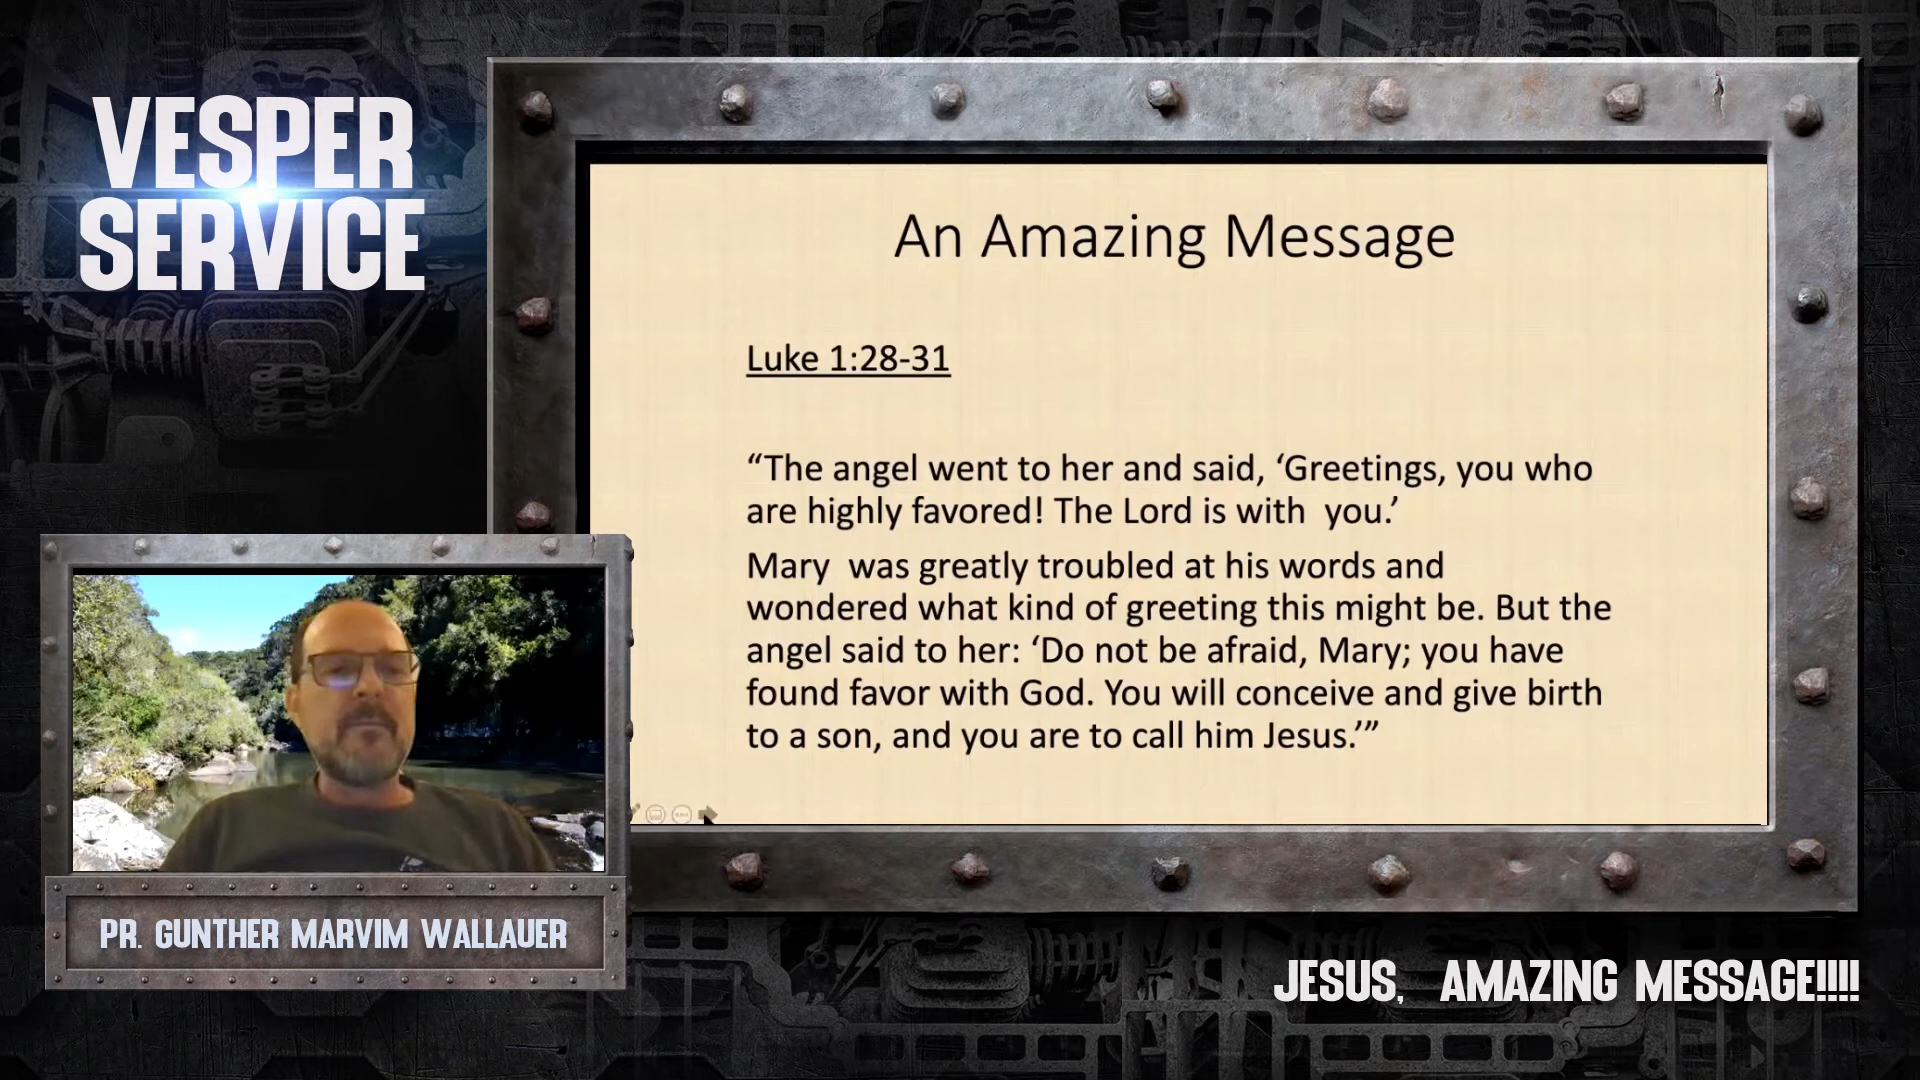 VESPER
SERVICE
An Amazing Message
Luke 1:28-31
“The angel went to her and said, ‘Greetings, you who
are highly favored! The Lord is with  you.’
Mary  was greatly troubled at his words and
wondered what kind of greeting this might be. But the
angel said to her: ‘Do not be afraid, Mary; you have
found favor with God. You will conceive and give birth
to a son, and you are to call him Jesus.’”
PR. GUNTHER MARVIM WALLAUER
JESUS,  AMAZING MESSAGE!!!!